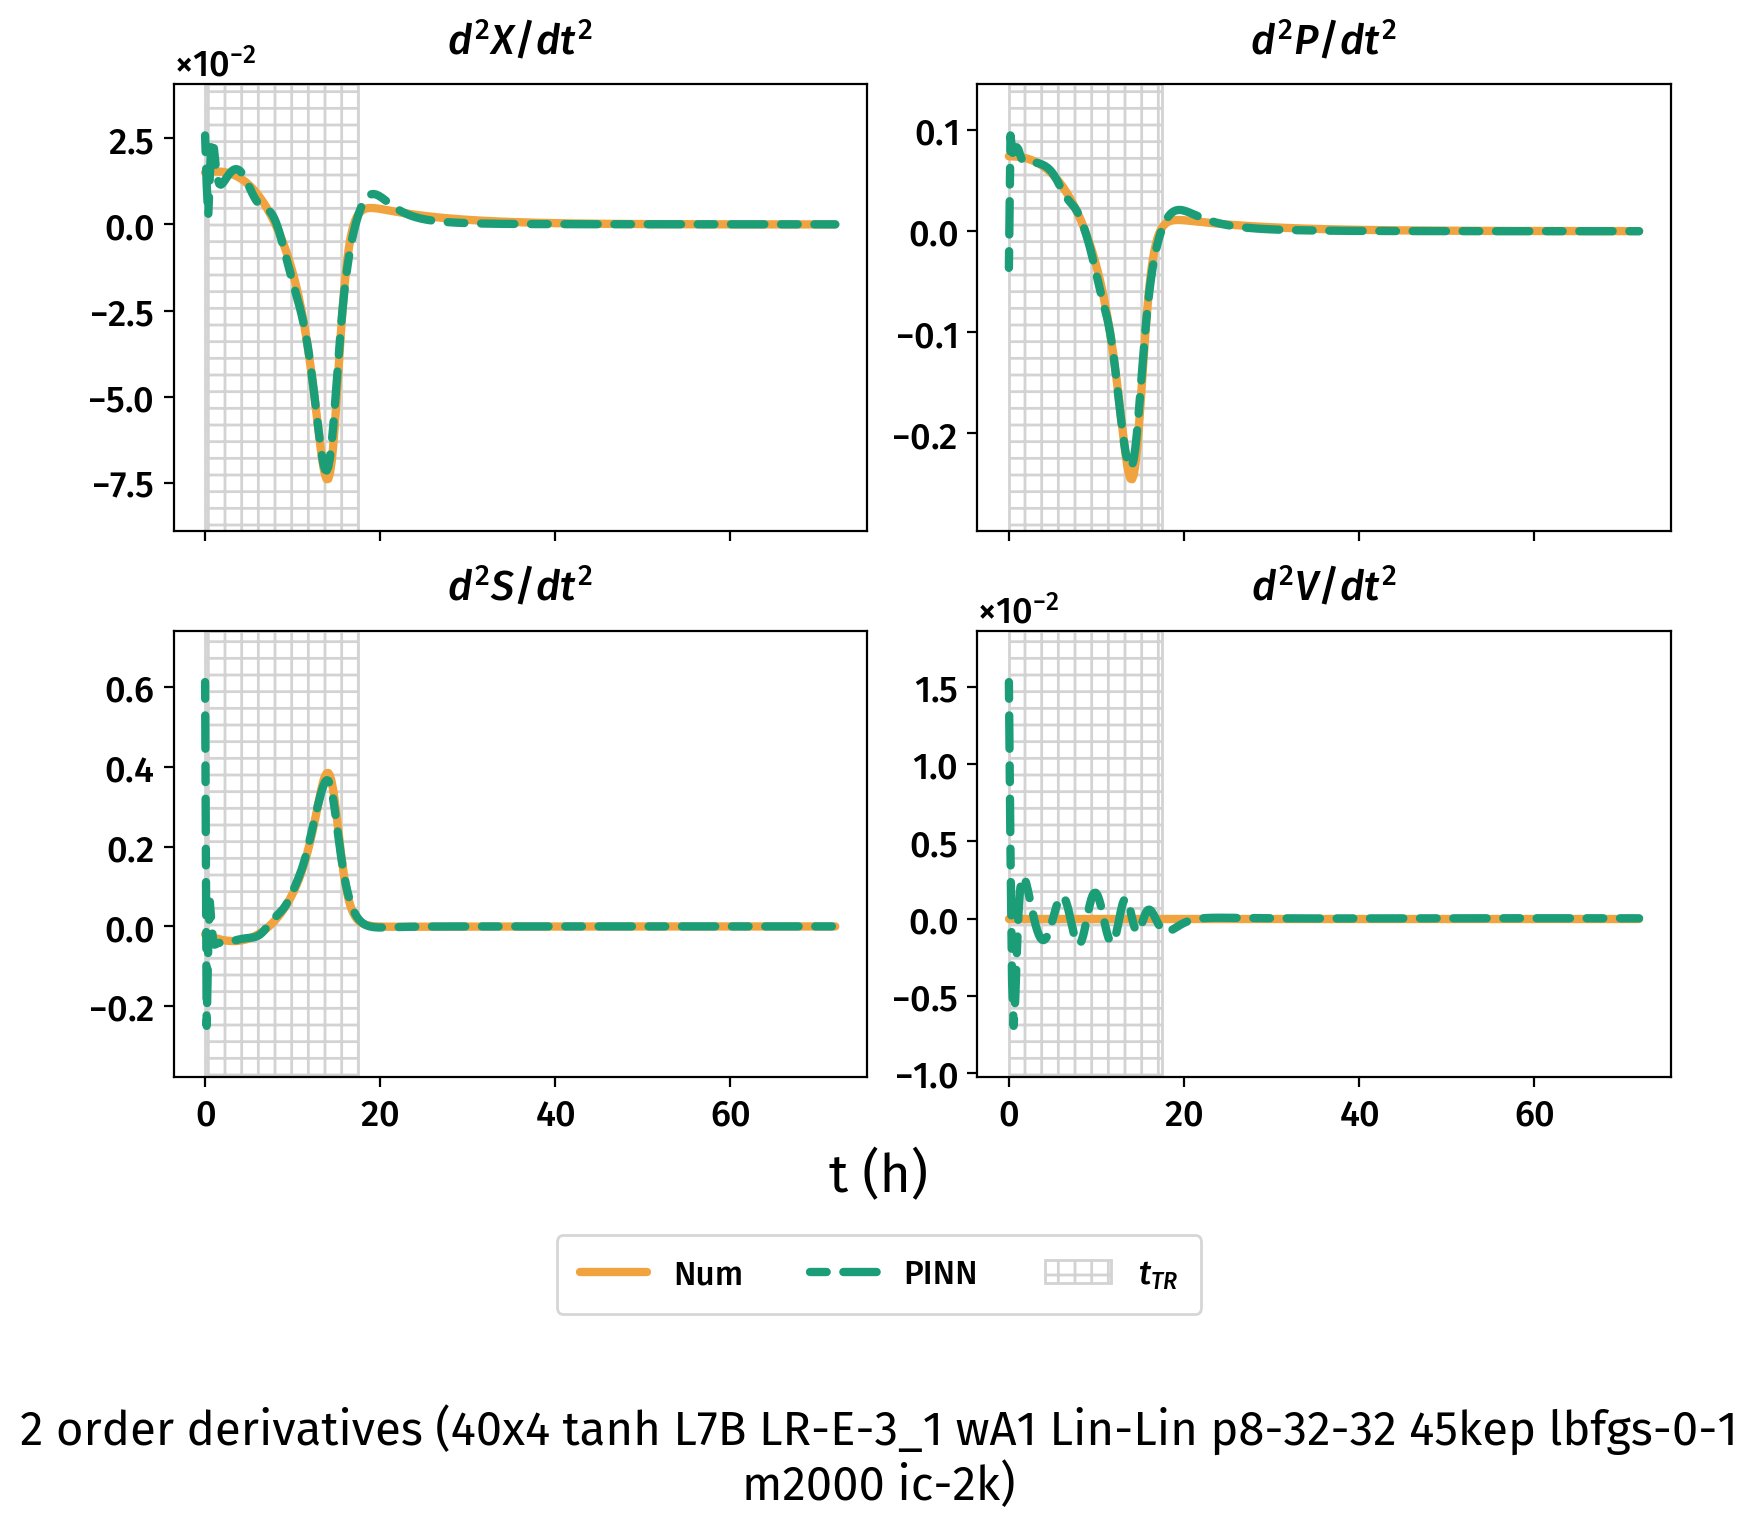 d²X/dt²
×10⁻²
2.5
0.0
−2.5
−5.0
−7.5
d²P/dt²
0.1
0.0
−0.1
−0.2
d²S/dt²
0.6
0.4
0.2
0.0
−0.2
0 20 40 60
d²V/dt²
×10⁻²
1.5
1.0
0.5
0.0
−0.5
−1.0
0 20 40 60
t (h)
Num PINN t_TR
2 order derivatives (40x4 tanh L7B LR-E-3_1 wA1 Lin-Lin p8-32-32 45kep lbfgs-0-1
m2000 ic-2k)